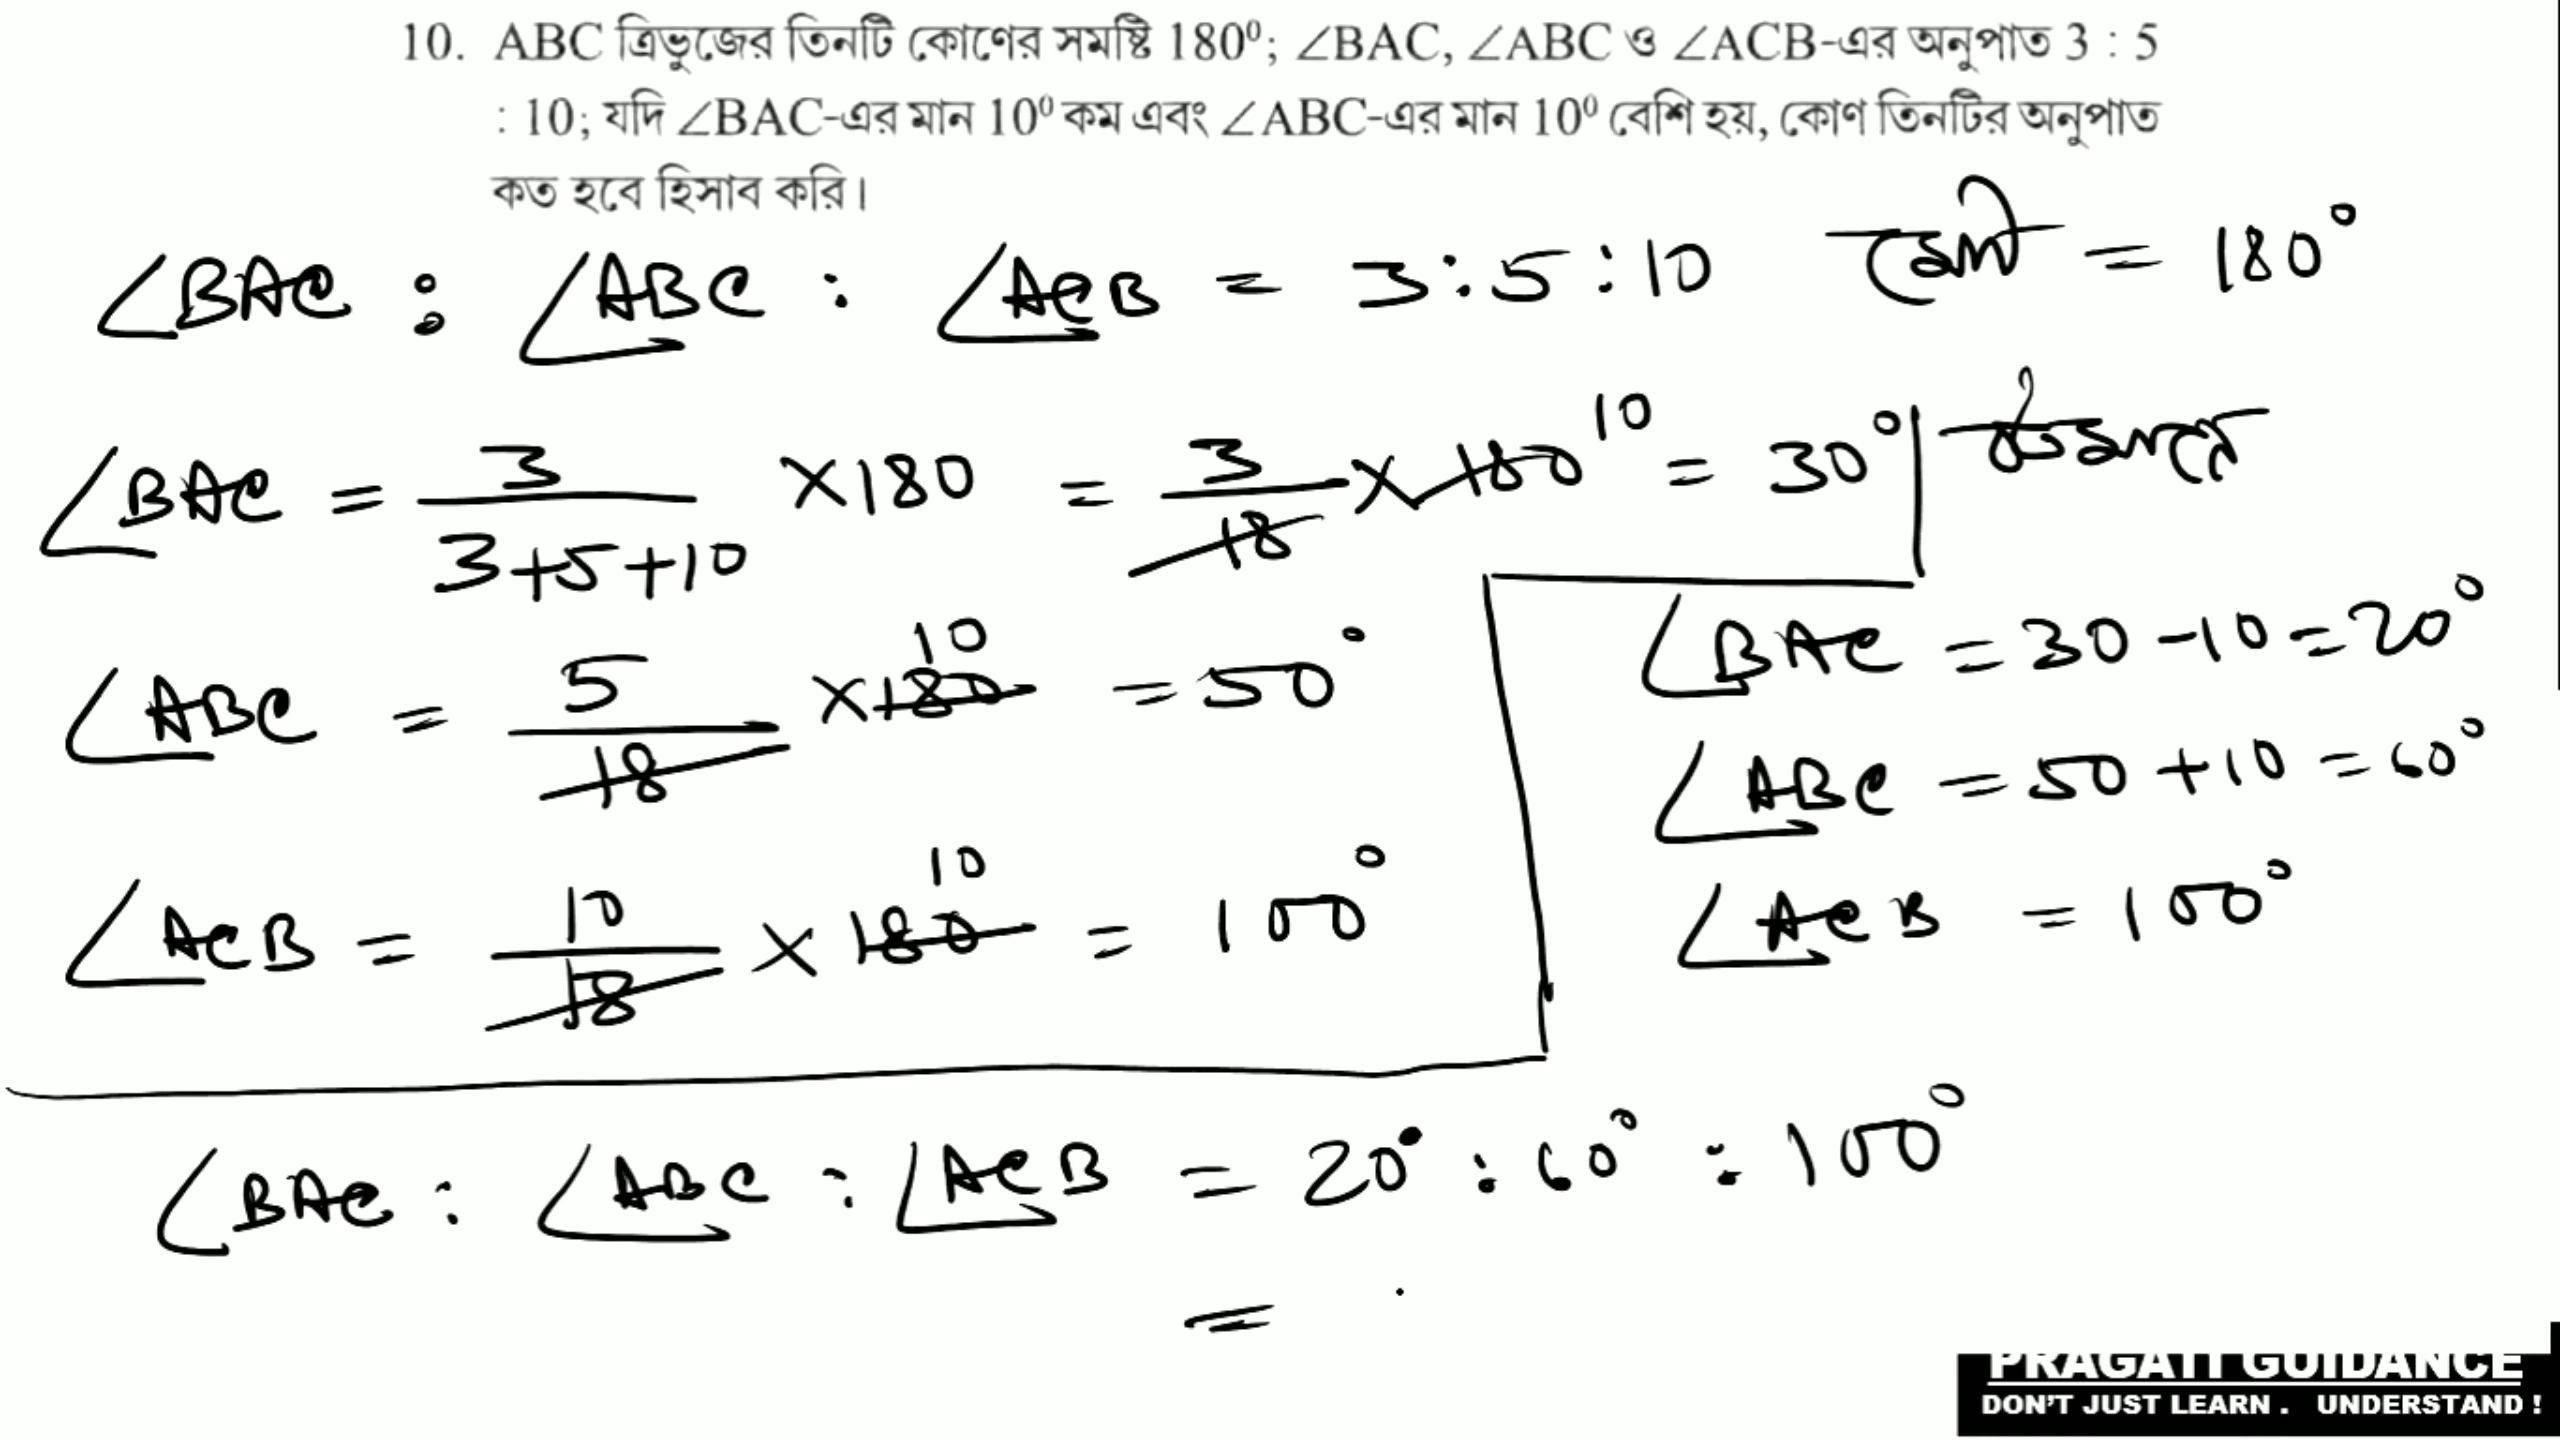 10. ABC ত্রিভুজের তিনটি কোণের সমষ্টি 180⁰; ∠BAC, ∠ABC ও ∠ACB-এর অনুপাত 3 : 5
: 10; যদি ∠BAC-এর মান 10⁰ কম এবং ∠ABC-এর মান 10⁰ বেশি হয়, কোণ তিনটির অনুপাত
কত হবে হিসাব করি।
∠BAC : ∠ABC : ∠ACB = 3:5:10 মোট = 180°
∠BAC = 3/(3+5+10) × 180 = 3/18 × 180 10 = 30°
∠ABC = 5/18 × 180 10 = 50°
∠ACB = 10/18 × 180 10 = 100°
∠BAC = 30 - 10 = 20°
∠ABC = 50 + 10 = 60°
∠ACB = 100°
∠BAC : ∠ABC : ∠ACB = 20° : 60° : 100°
=
PRAGATI GUIDANCE
DON'T JUST LEARN. UNDERSTAND !